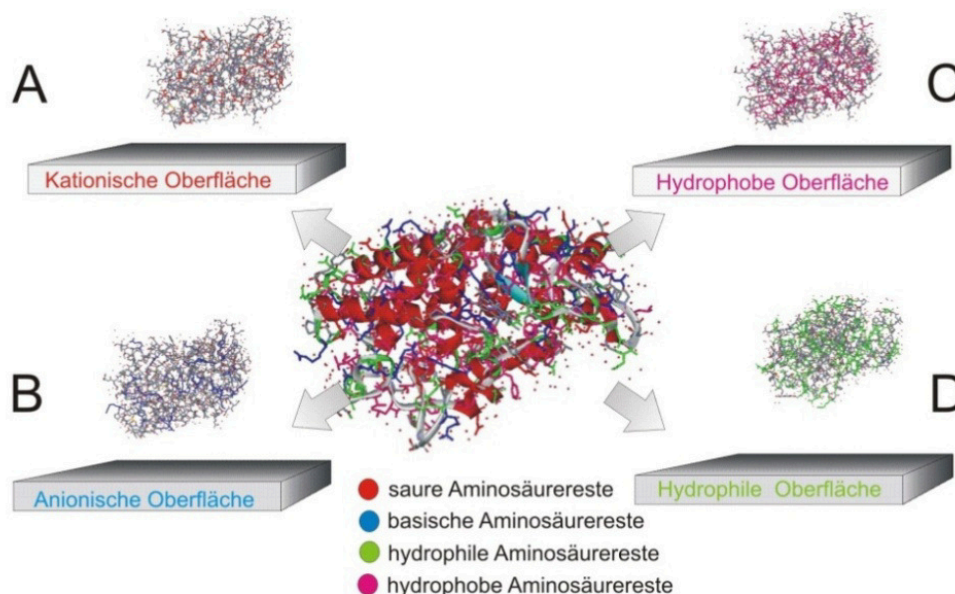 A
C
Kationische Oberfläche
Hydrophobe Oberfläche
B
D
Anionische Oberfläche
Hydrophile Oberfläche
saure Aminosäurereste
basische Aminosäurereste
hydrophile Aminosäurereste
hydrophobe Aminosäurereste